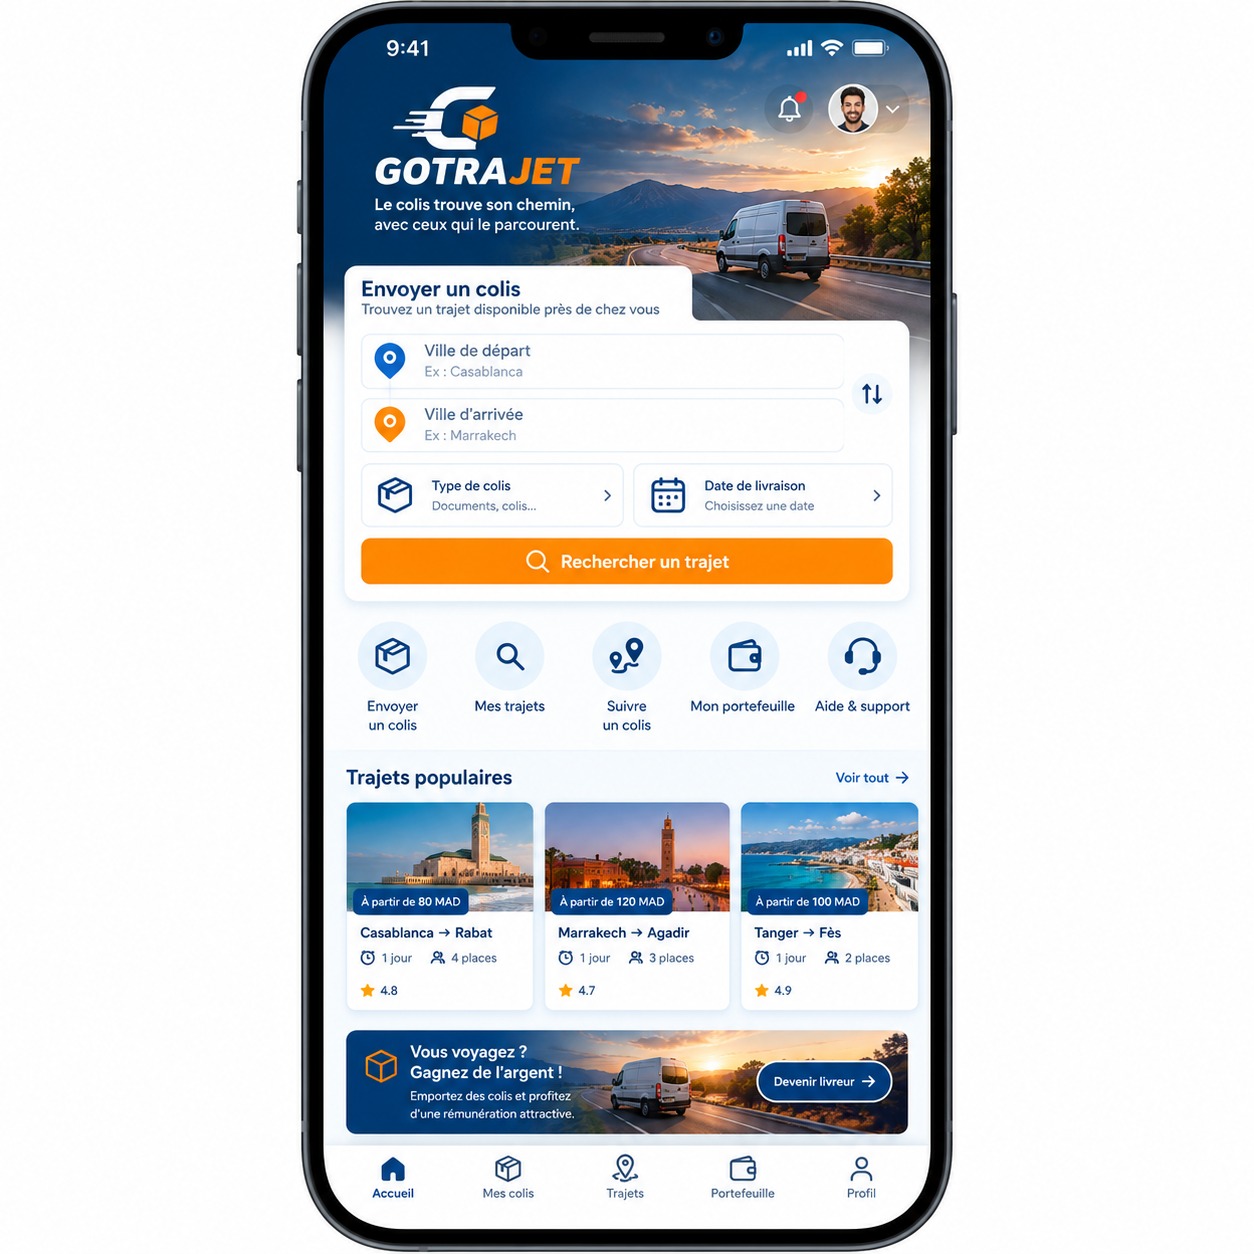 9:41
GOTRAJET
Le colis trouve son chemin,
avec ceux qui le parcourent.
Envoyer un colis
Trouvez un trajet disponible près de chez vous
Ville de départ
Ex : Casablanca
Ville d'arrivée
Ex : Marrakech
Type de colis
Documents, colis...
Date de livraison
Choisissez une date
Rechercher un trajet
Envoyer
un colis
Mes trajets
Suivre
un colis
Mon portefeuille
Aide & support
Trajets populaires
Voir tout →
À partir de 80 MAD
Casablanca → Rabat
1 jour 4 places
4.8
À partir de 120 MAD
Marrakech → Agadir
1 jour 3 places
4.7
À partir de 100 MAD
Tanger → Fès
1 jour 2 places
4.9
Vous voyagez ?
Gagnez de l'argent !
Emportez des colis et profitez
d'une rémunération attractive.
Devenir livreur →
Accueil
Mes colis
Trajets
Portefeuille
Profil